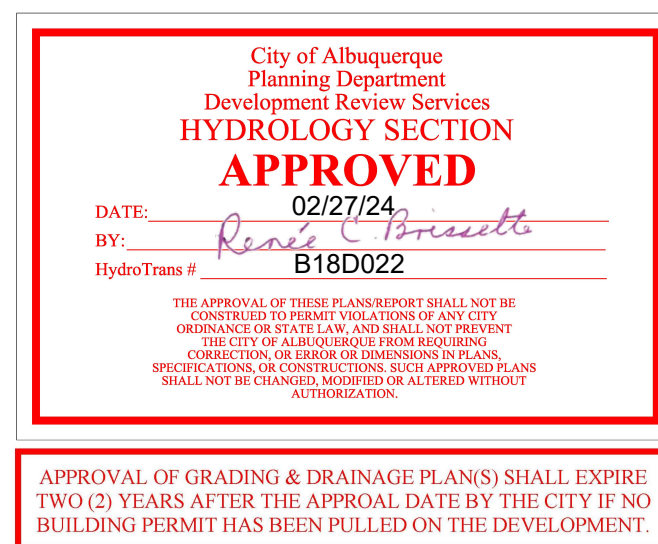 City of Albuquerque
Planning Department
Development Review Services
HYDROLOGY SECTION
APPROVED
DATE: 02/27/24
BY: Renée C. Brissette
HydroTrans # B18D022
THE APPROVAL OF THESE PLANS/REPORT SHALL NOT BE
CONSTRUED TO PERMIT VIOLATIONS OF ANY CITY
ORDINANCE OR STATE LAW, AND SHALL NOT PREVENT
THE CITY OF ALBUQUERQUE FROM REQUIRING
CORRECTION, OR ERROR OR DIMENSIONS IN PLANS,
SPECIFICATIONS, OR CONSTRUCTIONS. SUCH APPROVED PLANS
SHALL NOT BE CHANGED, MODIFIED OR ALTERED WITHOUT
AUTHORIZATION.
APPROVAL OF GRADING & DRAINAGE PLAN(S) SHALL EXPIRE
TWO (2) YEARS AFTER THE APPROAL DATE BY THE CITY IF NO
BUILDING PERMIT HAS BEEN PULLED ON THE DEVELOPMENT.